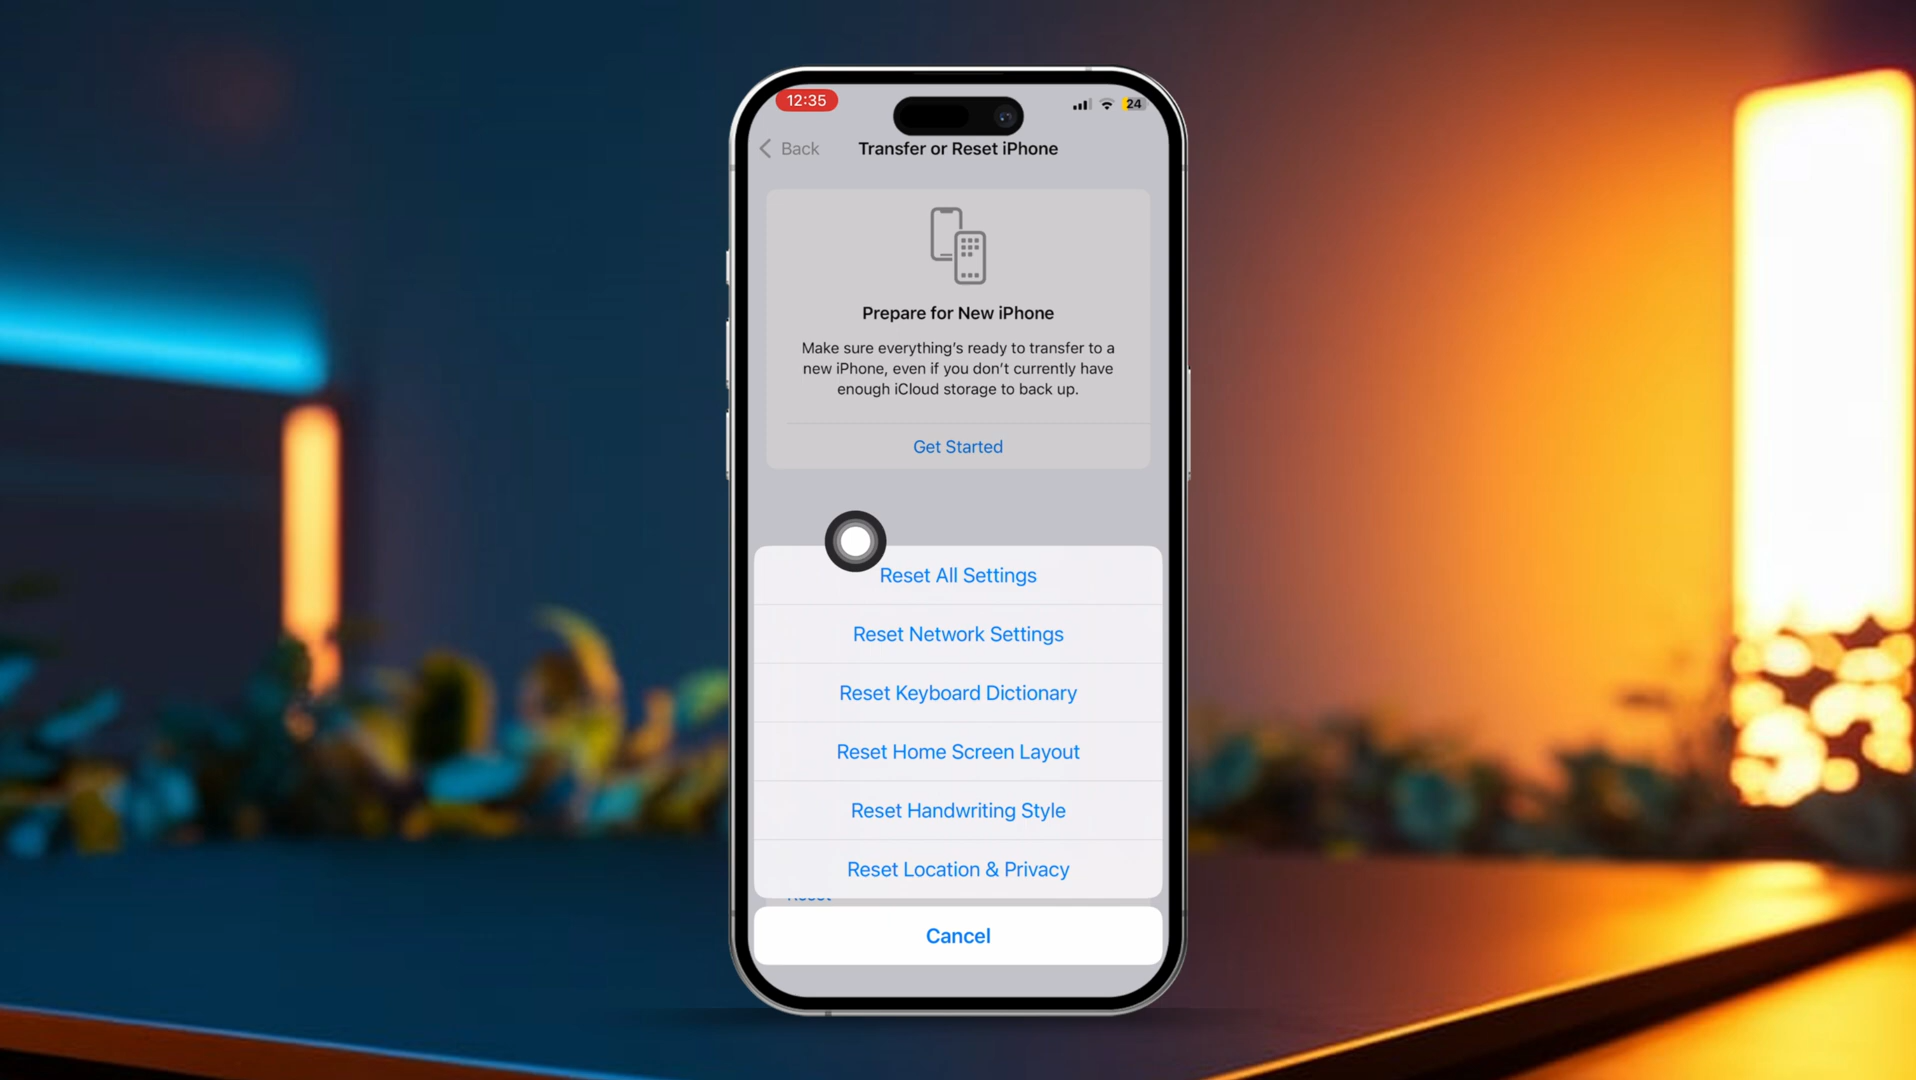 12:35
24
Back
Transfer or Reset iPhone
Prepare for New iPhone
Make sure everything's ready to transfer to a
new iPhone, even if you don't currently have
enough iCloud storage to back up.
Get Started
Reset All Settings
Reset Network Settings
Reset Keyboard Dictionary
Reset Home Screen Layout
Reset Handwriting Style
Reset Location & Privacy
Reset
Cancel